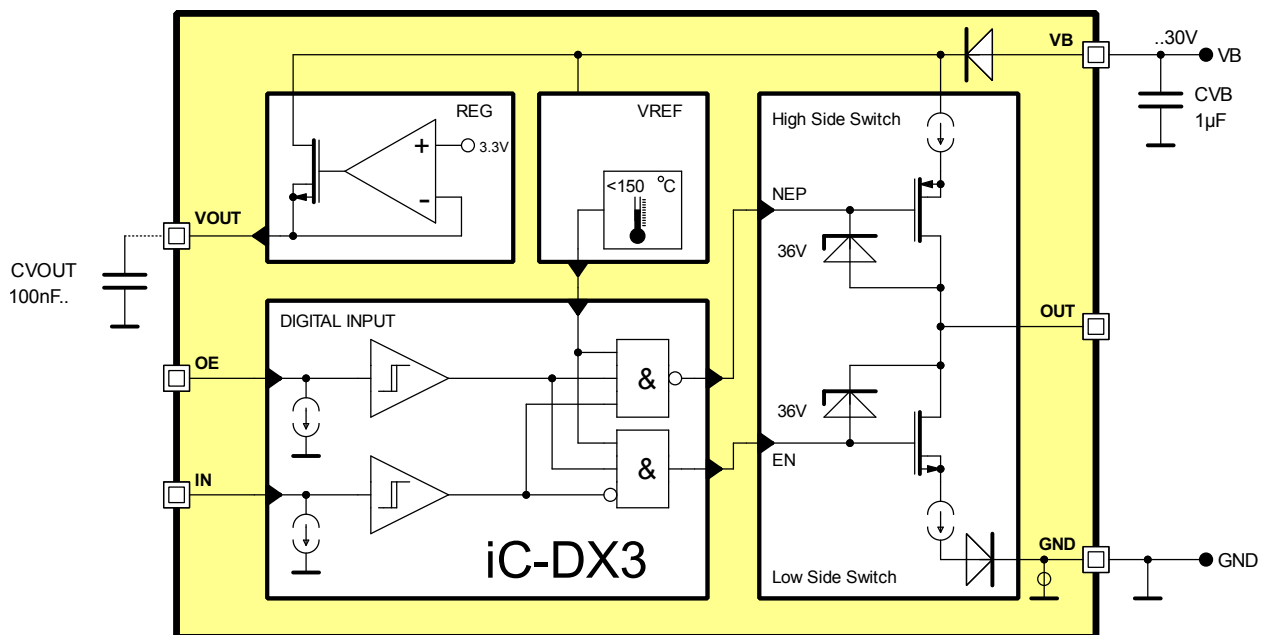 VB
..30V
VB
CVB
1µF
REG
+
3.3V
-
VREF
<150 °C
High Side Switch
NEP
36V
VOUT
CVOUT
100nF..
DIGITAL INPUT
OE
&
OUT
36V
EN
IN
&
iC-DX3
Low Side Switch
GND
GND